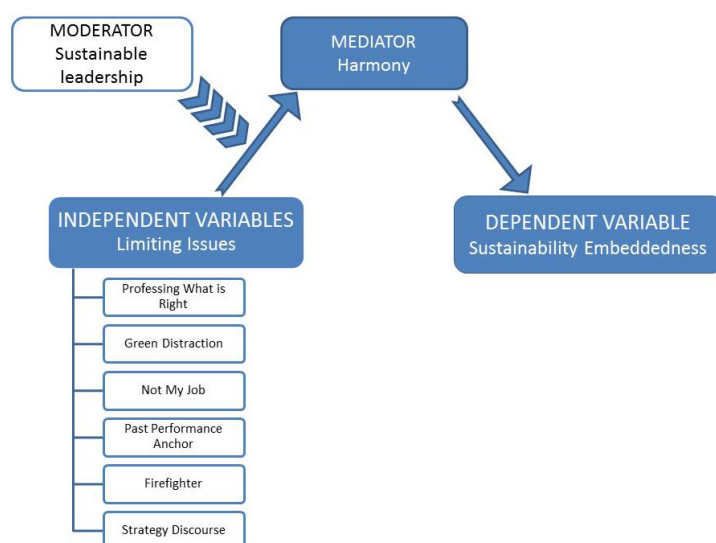 MODERATOR
Sustainable
leadership
MEDIATOR
Harmony
INDEPENDENT VARIABLES
Limiting Issues
DEPENDENT VARIABLE
Sustainability Embeddedness
Professing What is
Right
Green Distraction
Not My Job
Past Performance
Anchor
Firefighter
Strategy Discourse